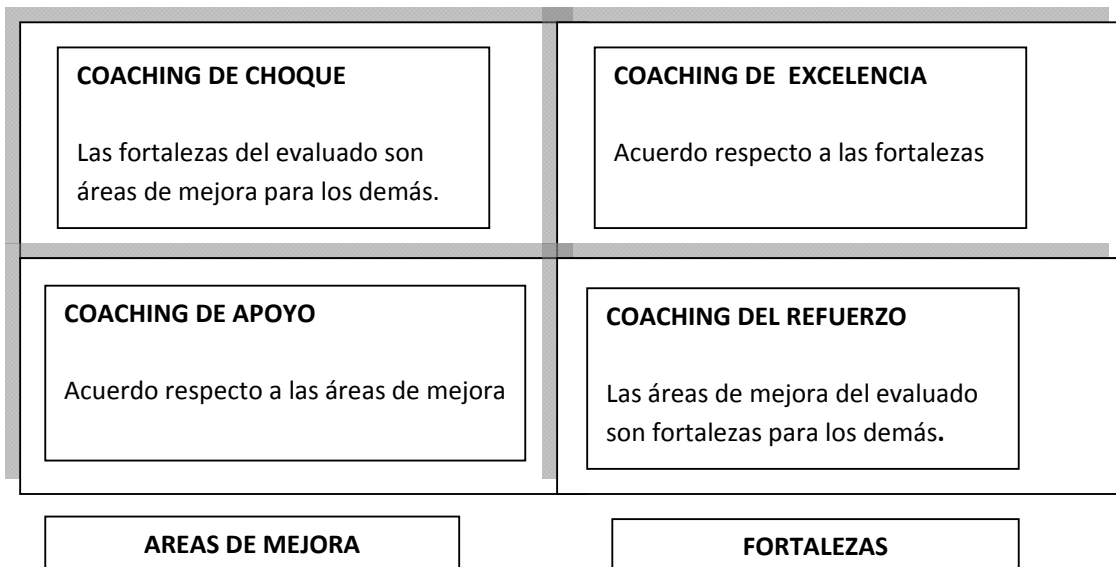 COACHING DE CHOQUE
Las fortalezas del evaluado son
áreas de mejora para los demás.
COACHING DE EXCELENCIA
Acuerdo respecto a las fortalezas
COACHING DE APOYO
Acuerdo respecto a las áreas de mejora
COACHING DEL REFUERZO
Las áreas de mejora del evaluado
son fortalezas para los demás.
AREAS DE MEJORA
FORTALEZAS